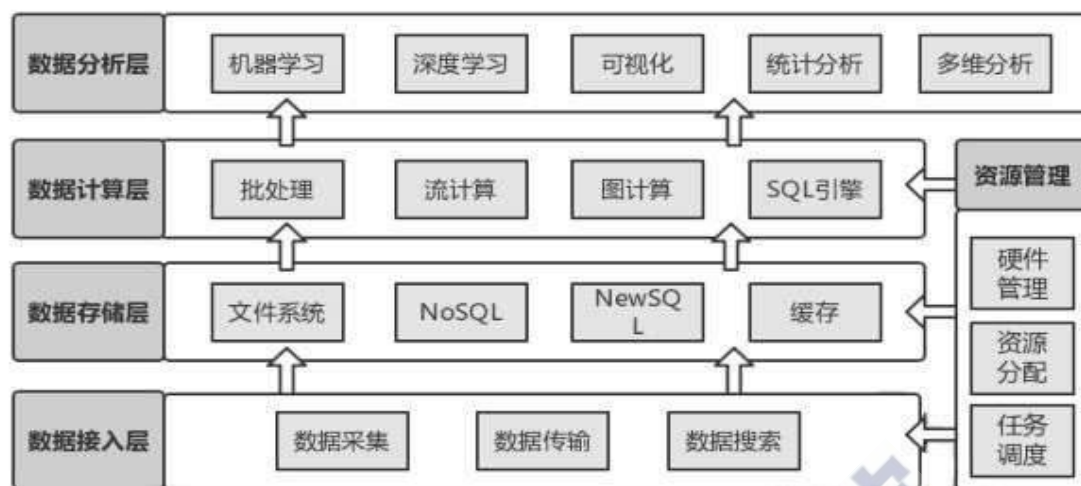 数据分析层
机器学习
深度学习
可视化
统计分析
多维分析
数据计算层
批处理
流计算
图计算
SQL引擎
资源管理
硬件
管理
资源
分配
任务
调度
数据存储层
文件系统
NoSQL
NewSQ
L
缓存
数据接入层
数据采集
数据传输
数据搜索